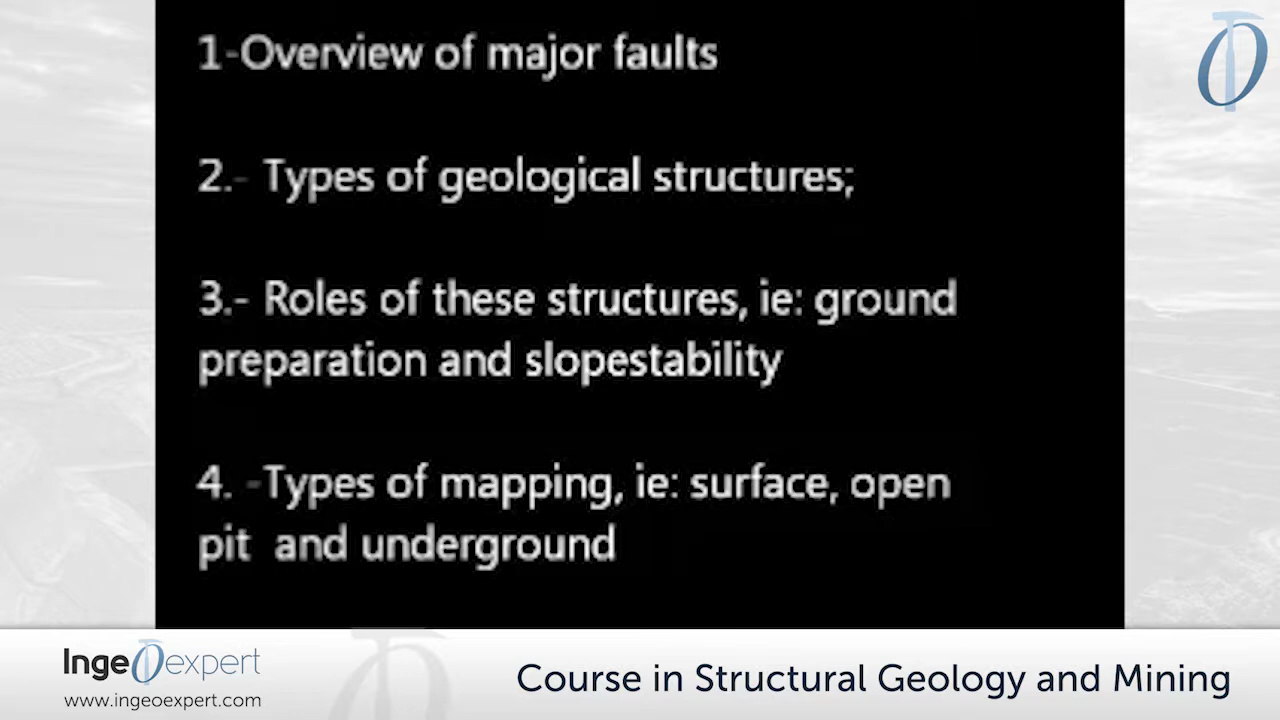 1-Overview of major faults
2.- Types of geological structures;
3.- Roles of these structures, ie: ground
preparation and slopestability
4. -Types of mapping, ie: surface, open
pit and underground
IngeOexpert
www.ingeoexpert.com
Course in Structural Geology and Mining